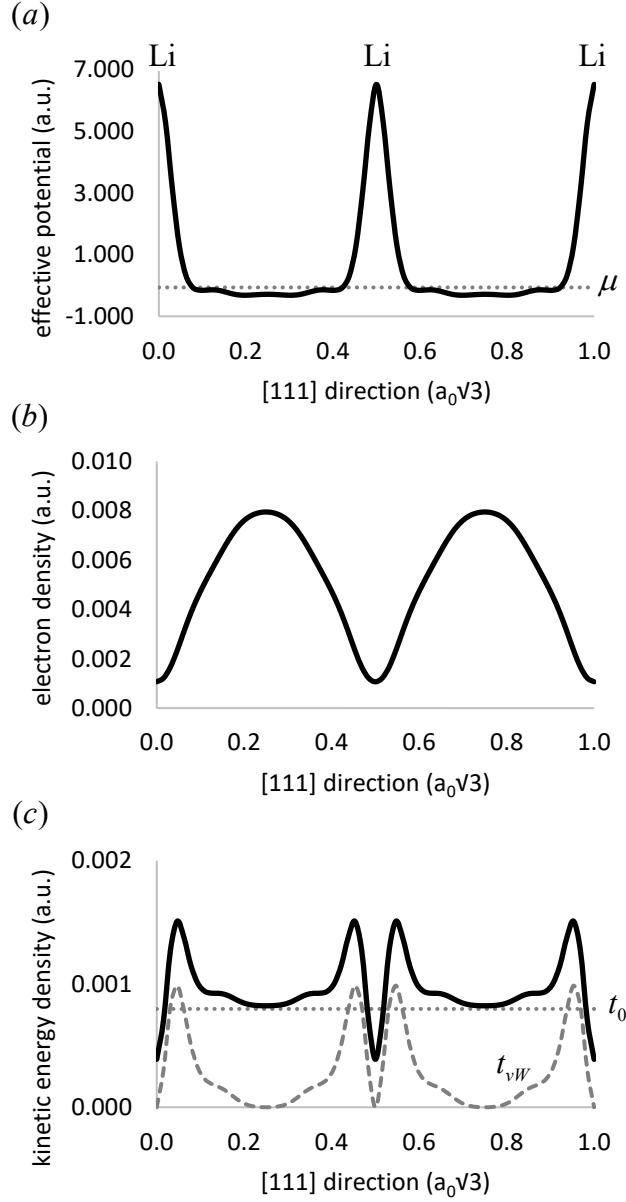 (a)
Li Li Li
7.000
5.000
3.000
1.000
-1.000
effective potential (a.u.)
μ
0.0 0.2 0.4 0.6 0.8 1.0
[111] direction (a₀√3)
(b)
0.010
0.008
0.006
0.004
0.002
0.000
electron density (a.u.)
0.0 0.2 0.4 0.6 0.8 1.0
[111] direction (a₀√3)
(c)
0.002
0.001
0.000
kinetic energy density (a.u.)
t₀
tvW
0.0 0.2 0.4 0.6 0.8 1.0
[111] direction (a₀√3)